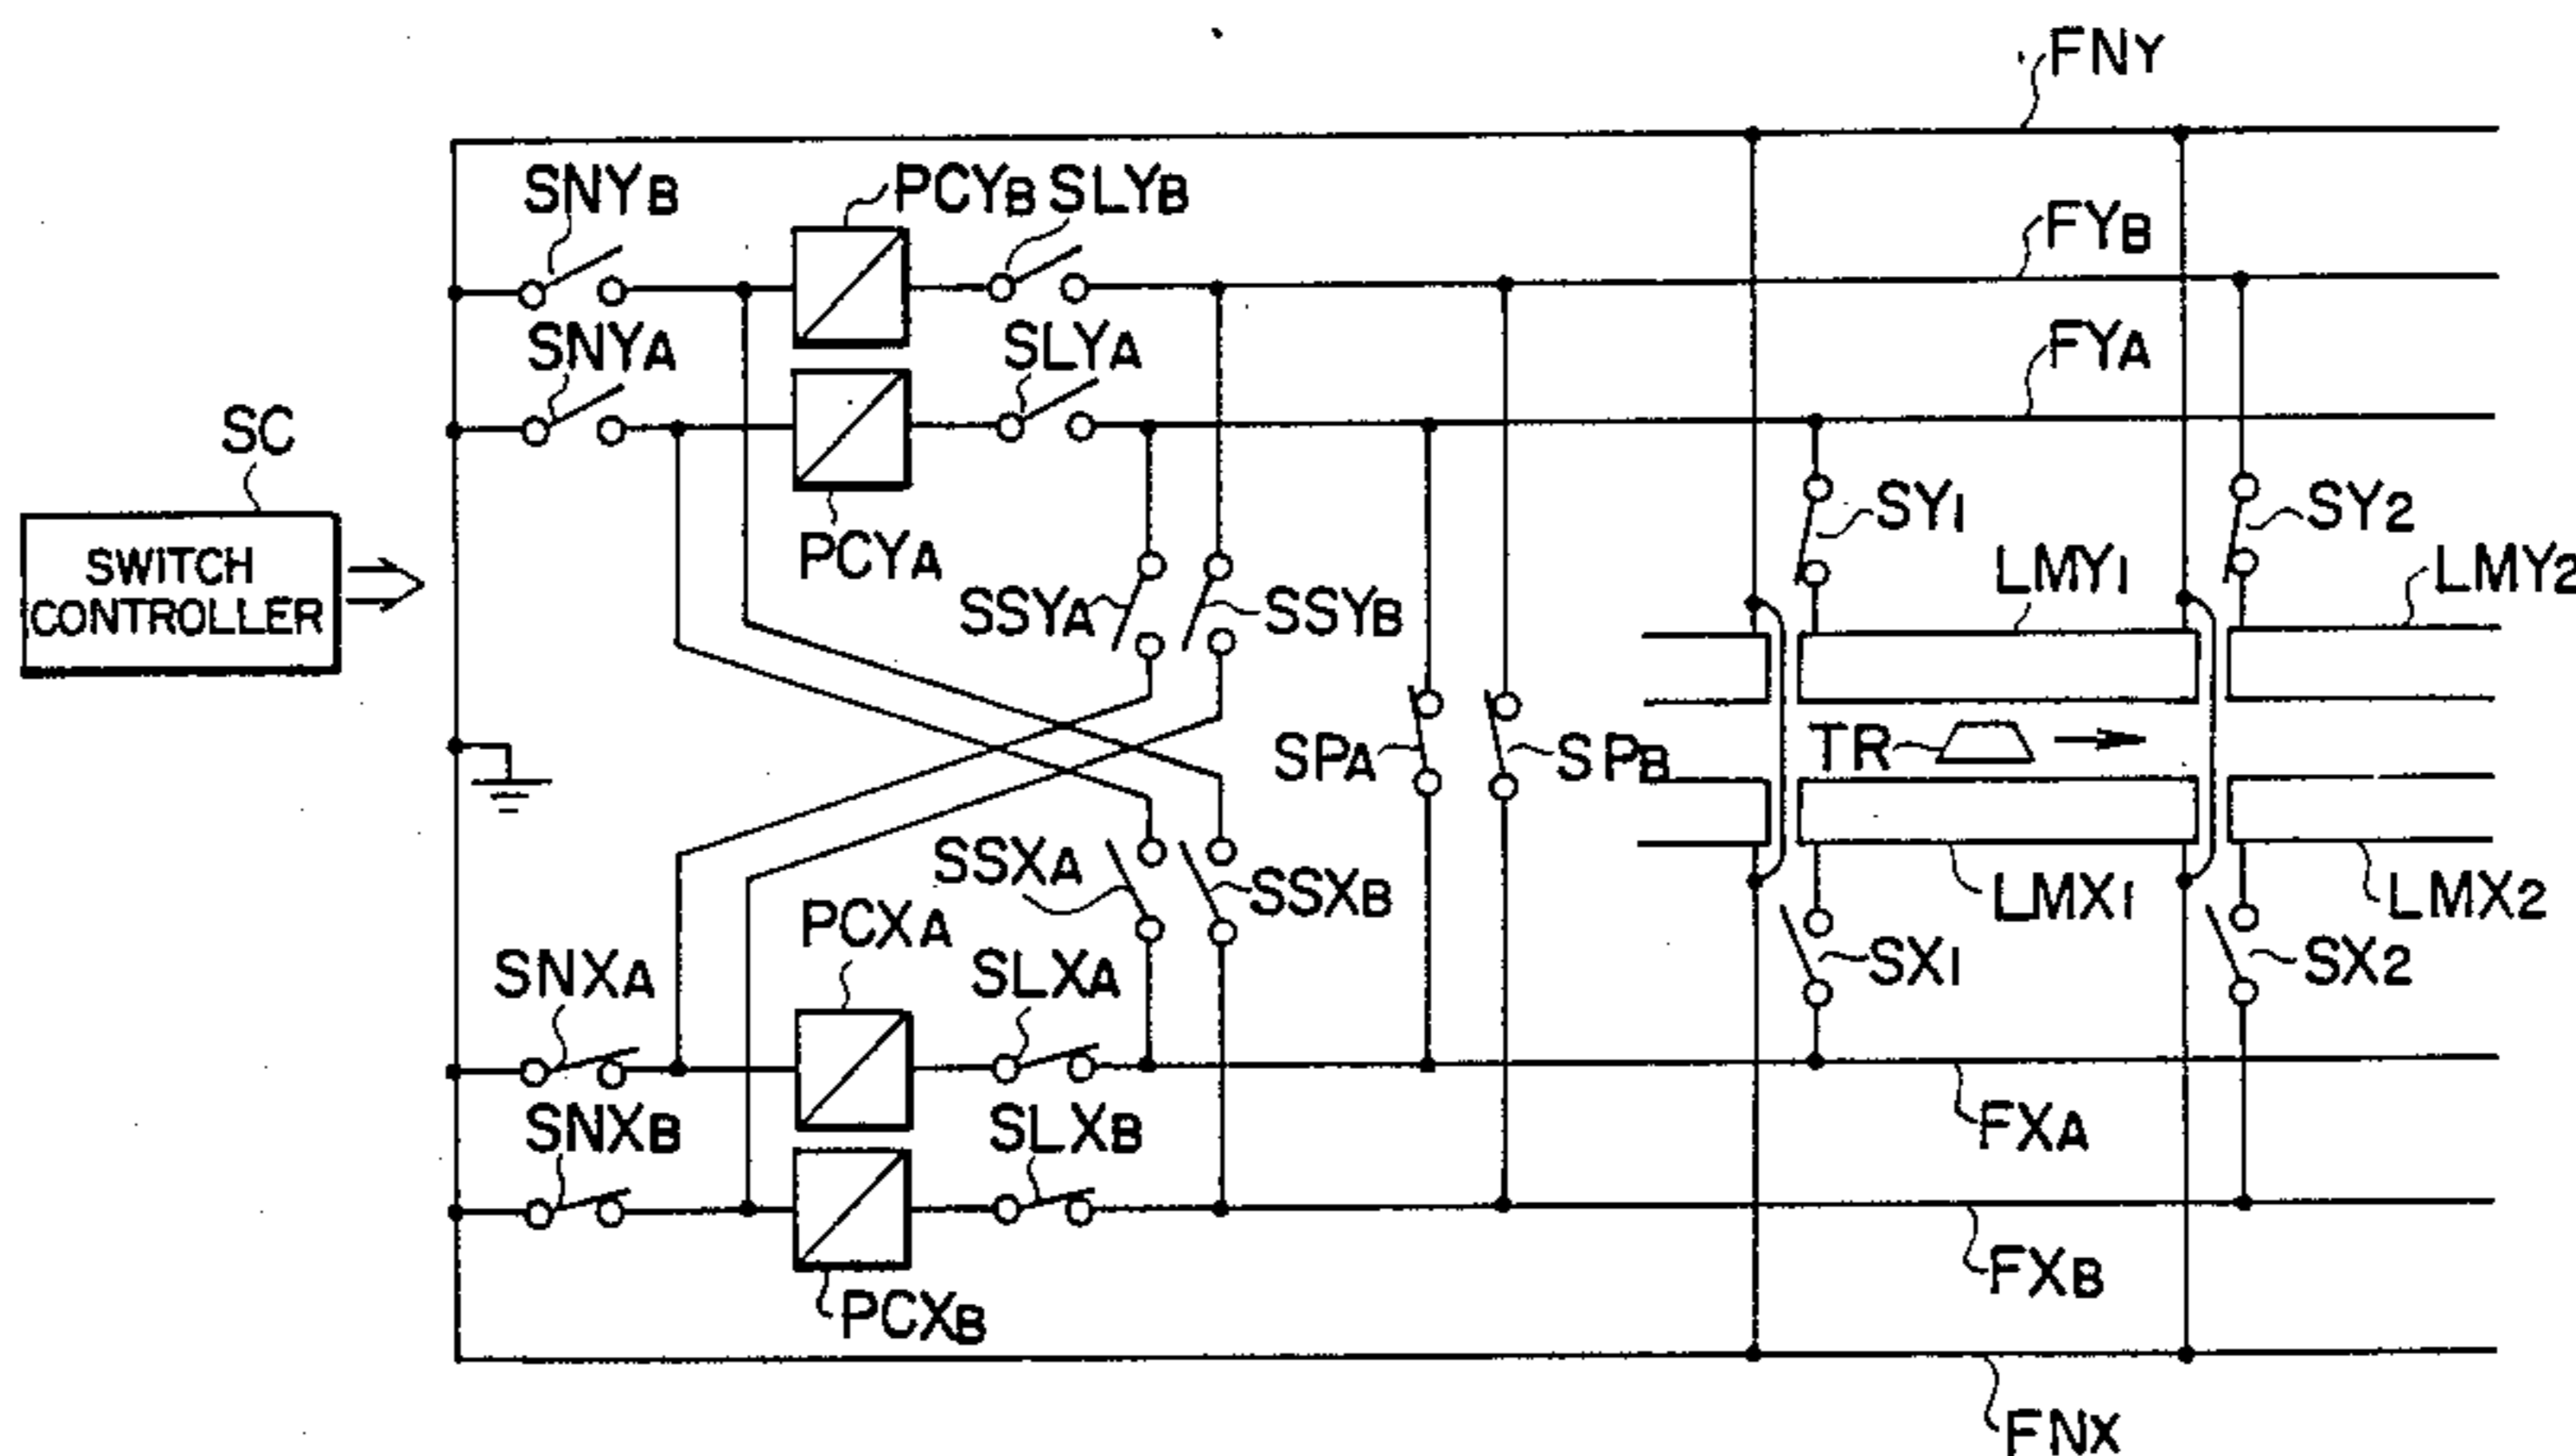 FNY
SNYB
PCYB
SLYB
FYB
SNYA
SLYA
FYA
SC
SWITCH
CONTROLLER
PCYA
SY1
SY2
SSYA
SSYB
LMY1
LMY2
SPA
SPB
TR
SSXA
SSXB
LMX1
LMX2
PCXA
SNXA
SLXA
SX1
SX2
SNXB
SLXB
FXA
PCXB
FXB
FNX